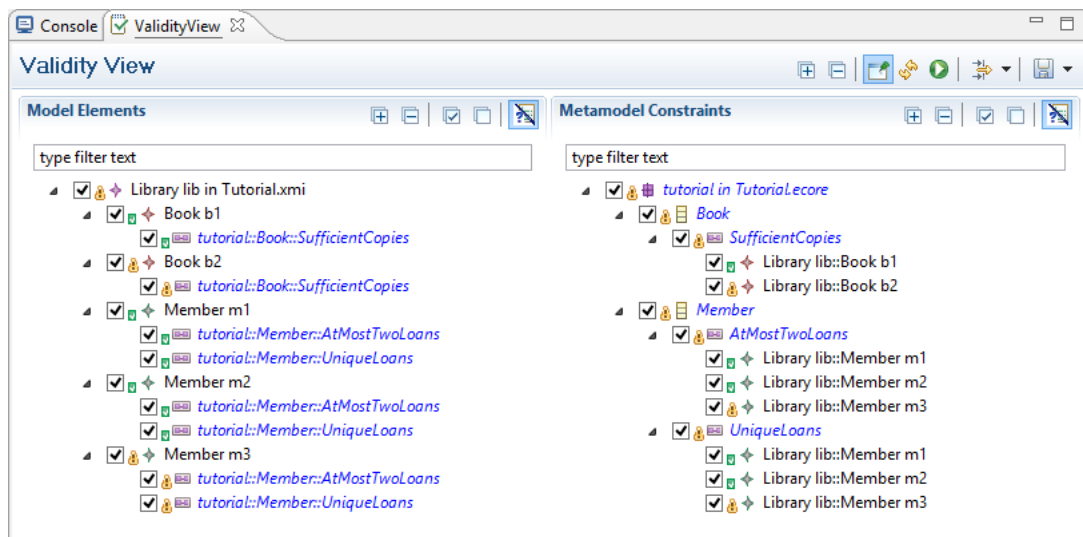 Console ValidityView
Validity View
Model Elements
type filter text
Library lib in Tutorial.xmi
Book b1
tutorial::Book::SufficientCopies
Book b2
tutorial::Book::SufficientCopies
Member m1
tutorial::Member::AtMostTwoLoans
tutorial::Member::UniqueLoans
Member m2
tutorial::Member::AtMostTwoLoans
tutorial::Member::UniqueLoans
Member m3
tutorial::Member::AtMostTwoLoans
tutorial::Member::UniqueLoans
Metamodel Constraints
type filter text
tutorial in Tutorial.ecore
Book
SufficientCopies
Library lib::Book b1
Library lib::Book b2
Member
AtMostTwoLoans
Library lib::Member m1
Library lib::Member m2
Library lib::Member m3
UniqueLoans
Library lib::Member m1
Library lib::Member m2
Library lib::Member m3